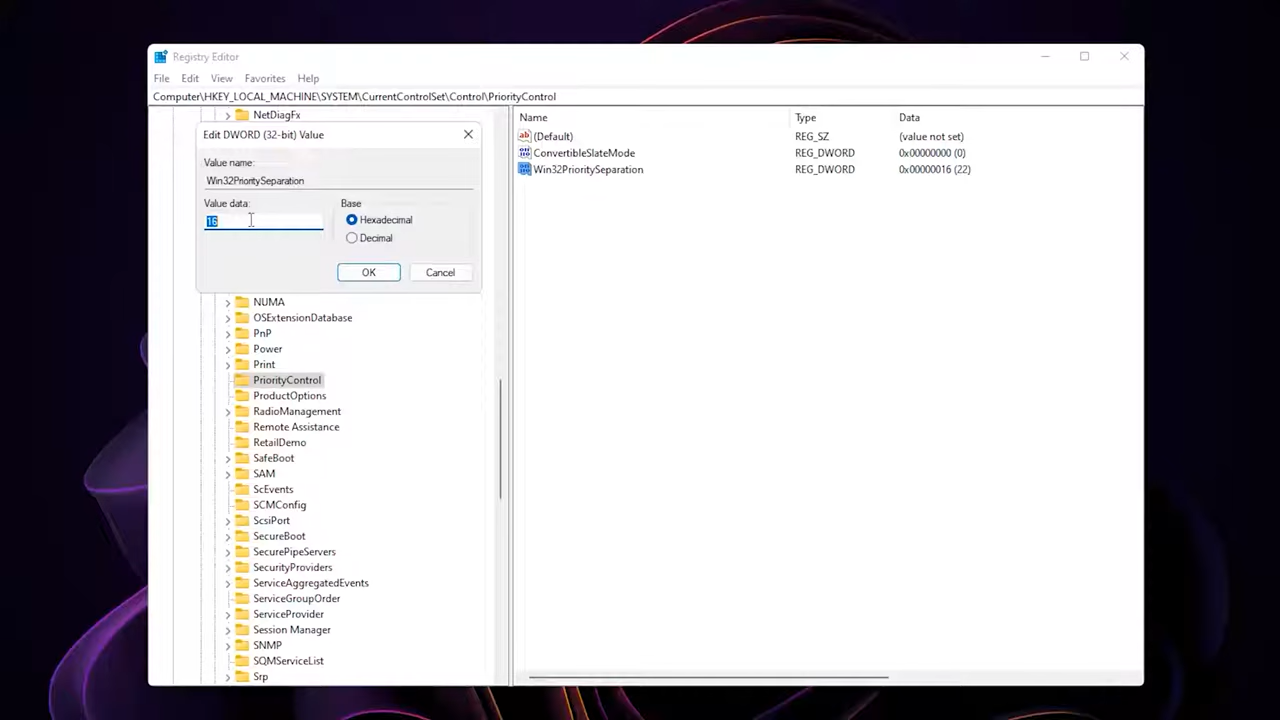 Registry Editor
File Edit View Favorites Help
Computer\HKEY_LOCAL_MACHINE\SYSTEM\CurrentControlSet\Control\PriorityControl
NetDiagFx
Edit DWORD (32-bit) Value
Value name:
Win32PrioritySeparation
Value data:
16
Base
Hexadecimal
Decimal
OK Cancel
NUMA
OSExtensionDatabase
PnP
Power
Print
PriorityControl
ProductOptions
RadioManagement
Remote Assistance
RetailDemo
SafeBoot
SAM
ScEvents
SCMConfig
ScsiPort
SecureBoot
SecurePipeServers
SecurityProviders
ServiceAggregatedEvents
ServiceGroupOrder
ServiceProvider
Session Manager
SNMP
SQMServiceList
Srp
Name Type Data
ab (Default) REG_SZ (value not set)
ConvertibleSlateMode REG_DWORD 0x00000000 (0)
Win32PrioritySeparation REG_DWORD 0x00000016 (22)